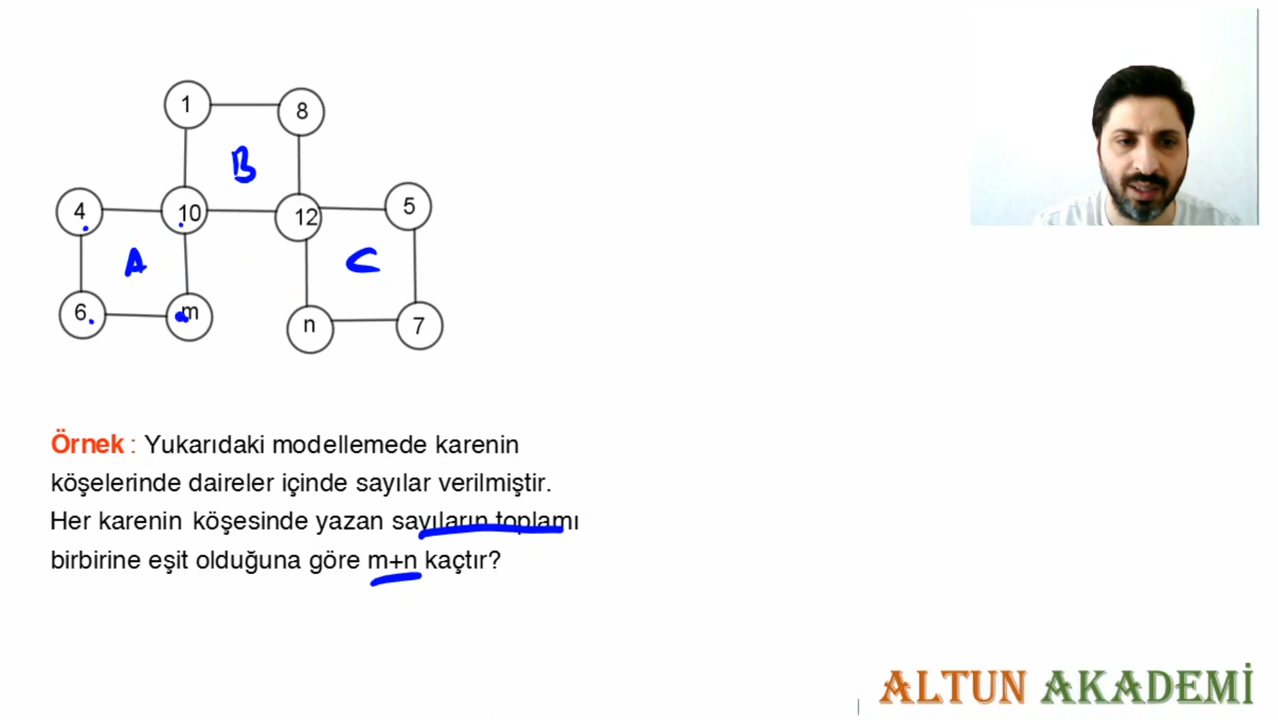 1 8
B
4 10 12 5
A C
6 m n 7
Örnek : Yukarıdaki modellemede karenin
köşelerinde daireler içinde sayılar verilmiştir.
Her karenin köşesinde yazan sayıların toplamı
birbirine eşit olduğuna göre m+n kaçtır?
ALTUN AKADEMİ